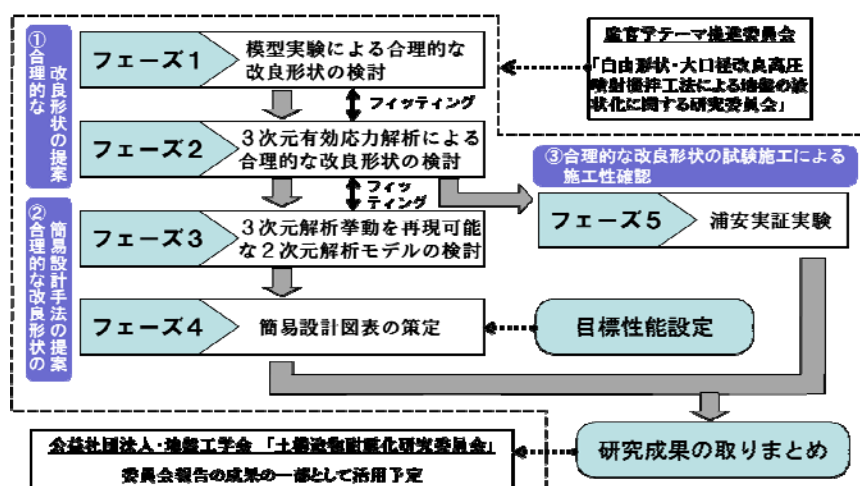 ①合理的な
改良形状の提案
フェーズ1
模型実験による合理的な
改良形状の検討
フィッティング
フェーズ2
3次元有効応力解析による
合理的な改良形状の検討
フィッ
ティング
②合理的な改良形状の
簡易設計手法の提案
フェーズ3
3次元解析挙動を再現可能
な2次元解析モデルの検討
フェーズ4
簡易設計図表の策定
目標性能設定
産官学テーマ推進委員会
「自由形状・大口径改良高圧
噴射撹拌工法による地盤の液
状化に関する研究委員会」
③合理的な改良形状の試験施工による
施工性確認
フェーズ5
浦安実証実験
研究成果の取りまとめ
公益社団法人・地盤工学会 「土構造物耐震化研究委員会」
委員会報告の成果の一部として活用予定